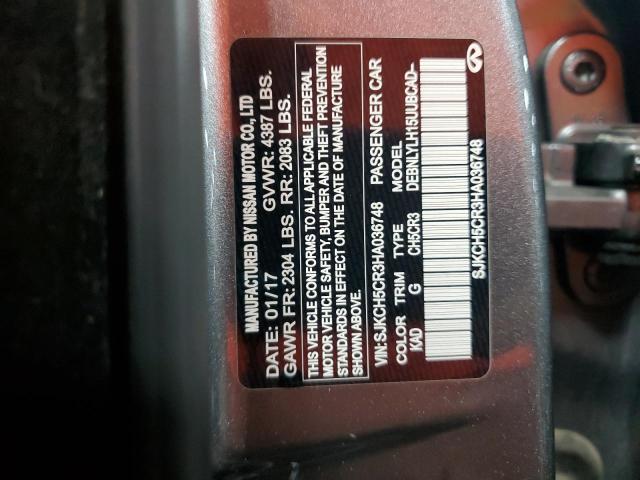 MANUFACTURED BY NISSAN MOTOR CO., LTD
DATE: 01/17 GVWR: 4387 LBS.
GAWR FR: 2304 LBS. RR: 2083 LBS.
THIS VEHICLE CONFORMS TO ALL APPLICABLE FEDERAL
MOTOR VEHICLE SAFETY, BUMPER AND THEFT PREVENTION
STANDARDS IN EFFECT ON THE DATE OF MANUFACTURE
SHOWN ABOVE.
VIN: SJKCH5CR3HA036748 PASSENGER CAR
COLOR TRIM TYPE MODEL
KAD G CH5CR3 DEBNLYLH15UUBCAD--
SJKCH5CR3HA036748